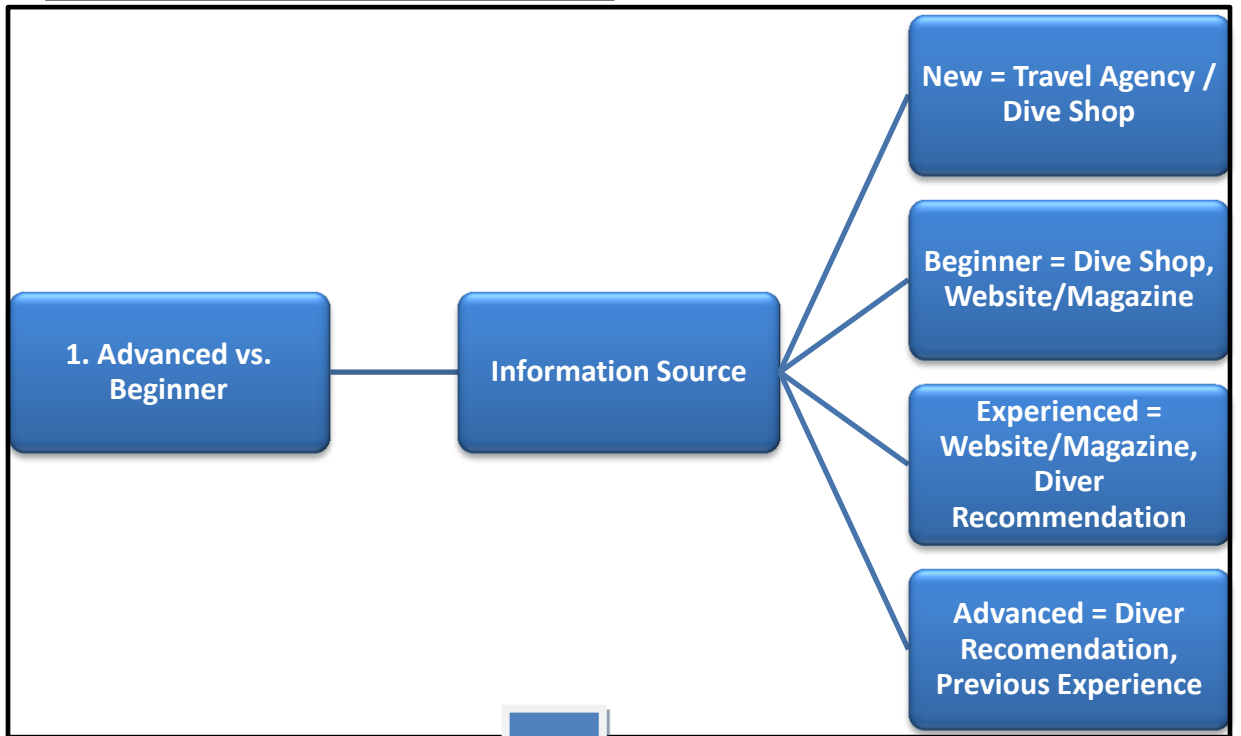 New = Travel Agency /
Dive Shop
Beginner = Dive Shop,
Website/Magazine
1. Advanced vs.
Beginner
Information Source
Experienced =
Website/Magazine,
Diver
Recommendation
Advanced = Diver
Recomendation,
Previous Experience